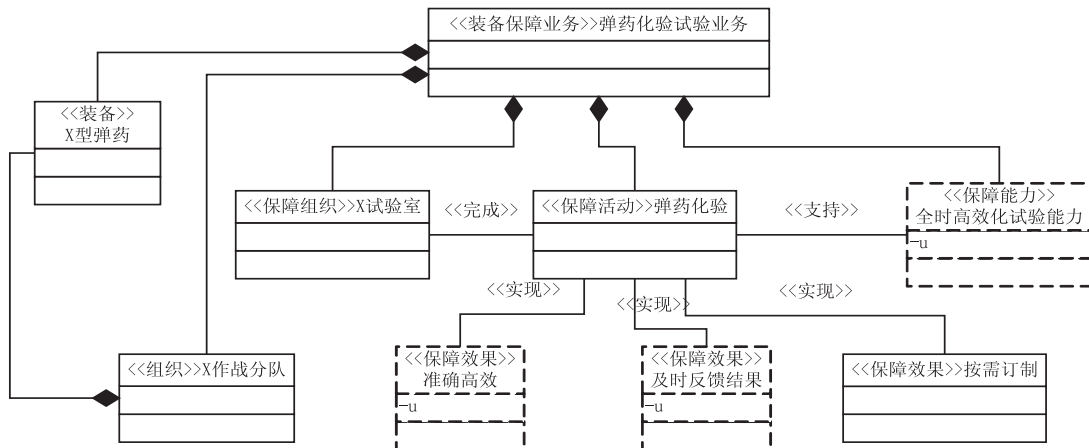 <<装备保障业务>>弹药化验试验业务
<<装备>>
X型弹药
<<保障组织>>X试验室
<<完成>>
<<保障活动>>弹药化验
<<支持>>
<<保障能力>>
全时高效化试验能力
-u
<<实现>>
<<实现>>
<<实现>>
<<组织>>X作战分队
<<保障效果>>
准确高效
-u
<<保障效果>>
及时反馈结果
-u
<<保障效果>>按需订制